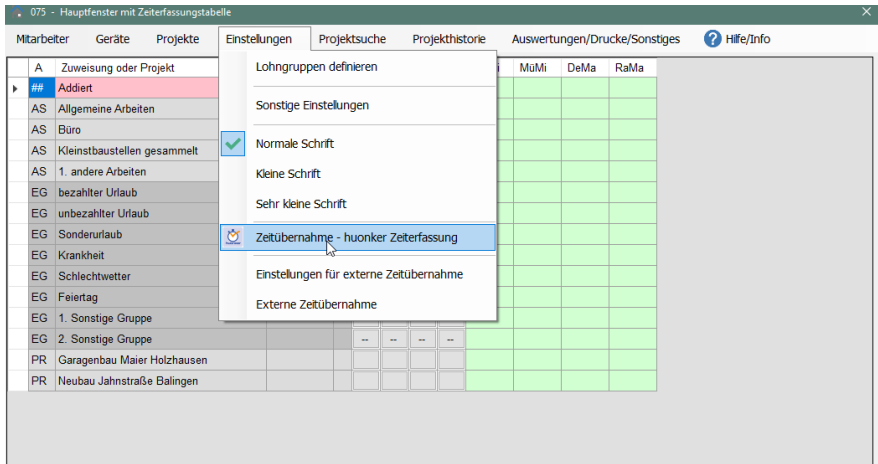 075 - Hauptfenster mit Zeiterfassungstabelle
Mitarbeiter Geräte Projekte Einstellungen Projektsuche Projekthistorie Auswertungen/Drucke/Sonstiges ? Hilfe/Info
A Zuweisung oder Projekt MüMi DeMa RaMa
## Addiert
AS Allgemeine Arbeiten
AS Büro
AS Kleinstbaustellen gesammelt
AS 1. andere Arbeiten
EG bezahlter Urlaub
EG unbezahlter Urlaub
EG Sonderurlaub
EG Krankheit
EG Schlechtwetter
EG Feiertag
EG 1. Sonstige Gruppe
EG 2. Sonstige Gruppe -- -- -- --
PR Garagenbau Maier Holzhausen
PR Neubau Jahnstraße Balingen
Lohngruppen definieren
Sonstige Einstellungen
Normale Schrift
Kleine Schrift
Sehr kleine Schrift
Zeitübernahme - huonker Zeiterfassung
Einstellungen für externe Zeitübernahme
Externe Zeitübernahme